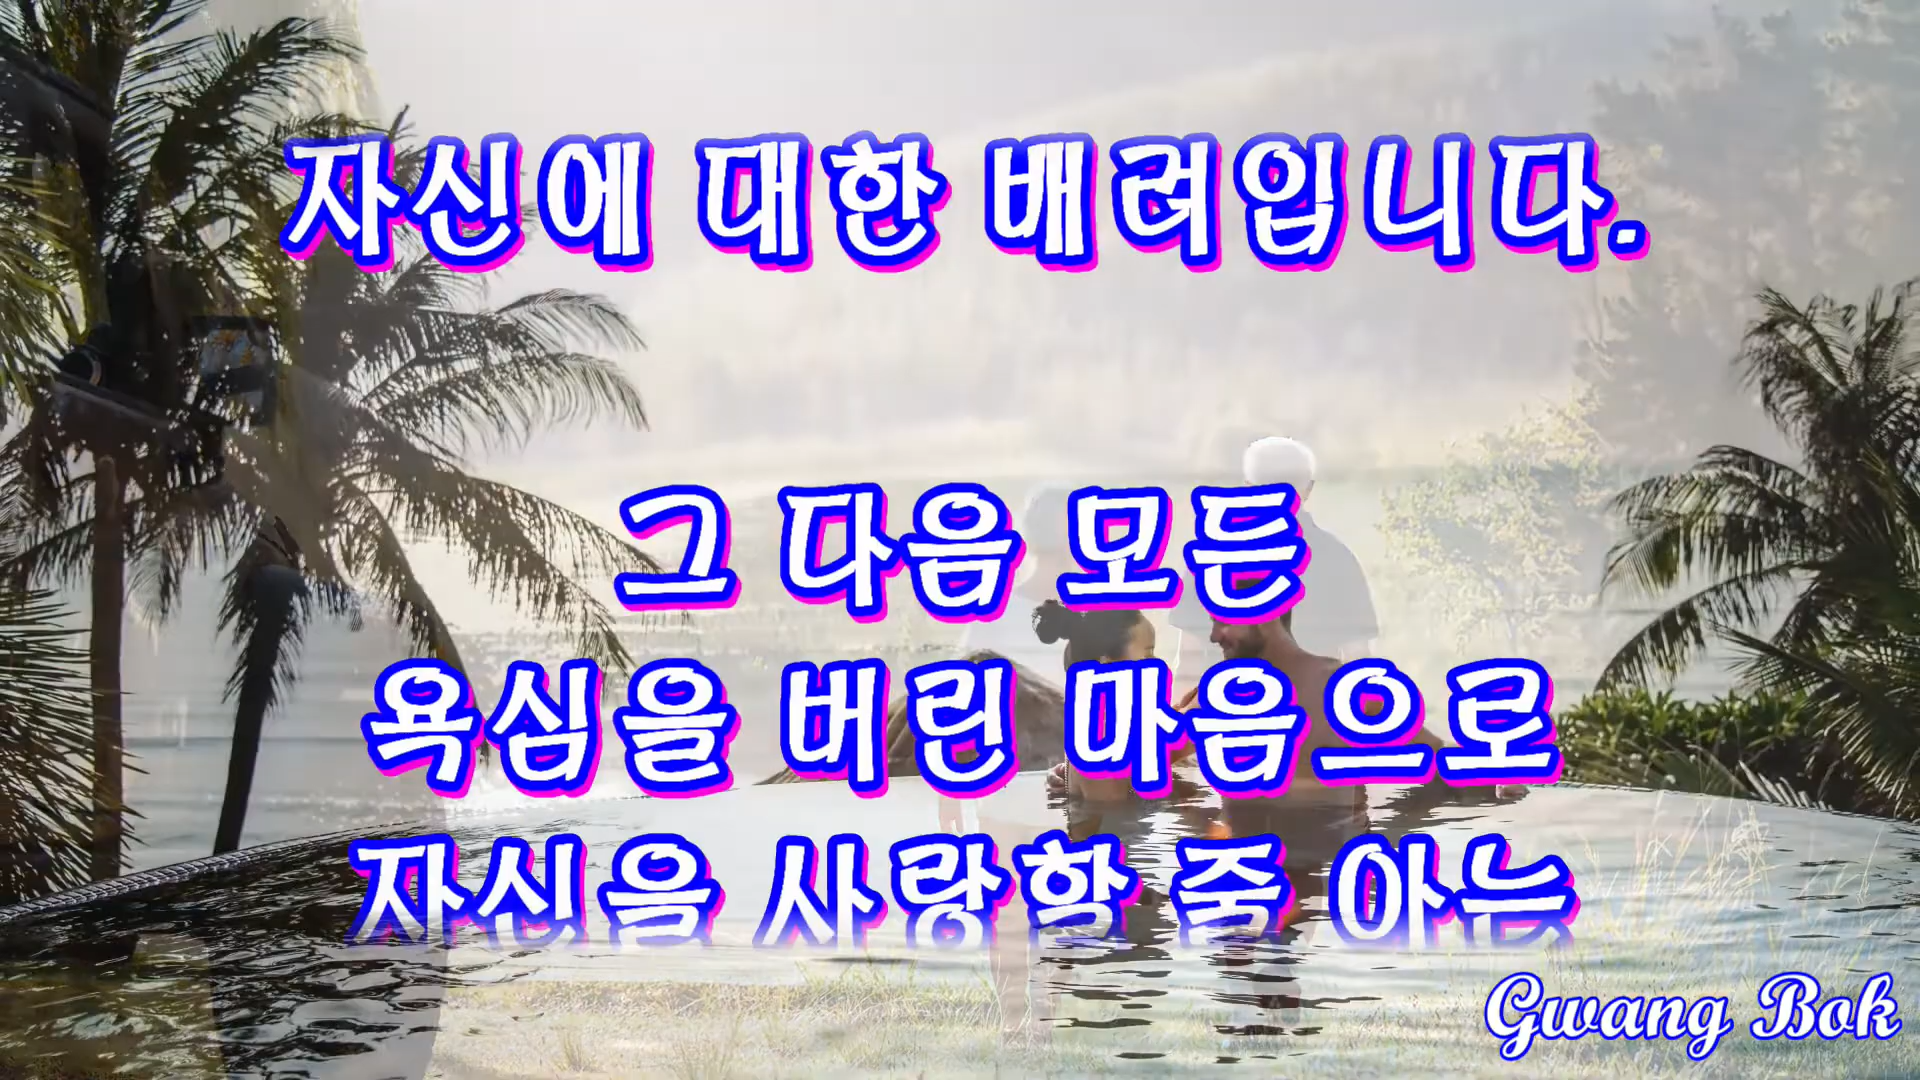 자신에 대한 배려입니다.
그 다음 모든
욕심을 버린 마음으로
자신을 사랑할 줄 아는
Gwang Bok